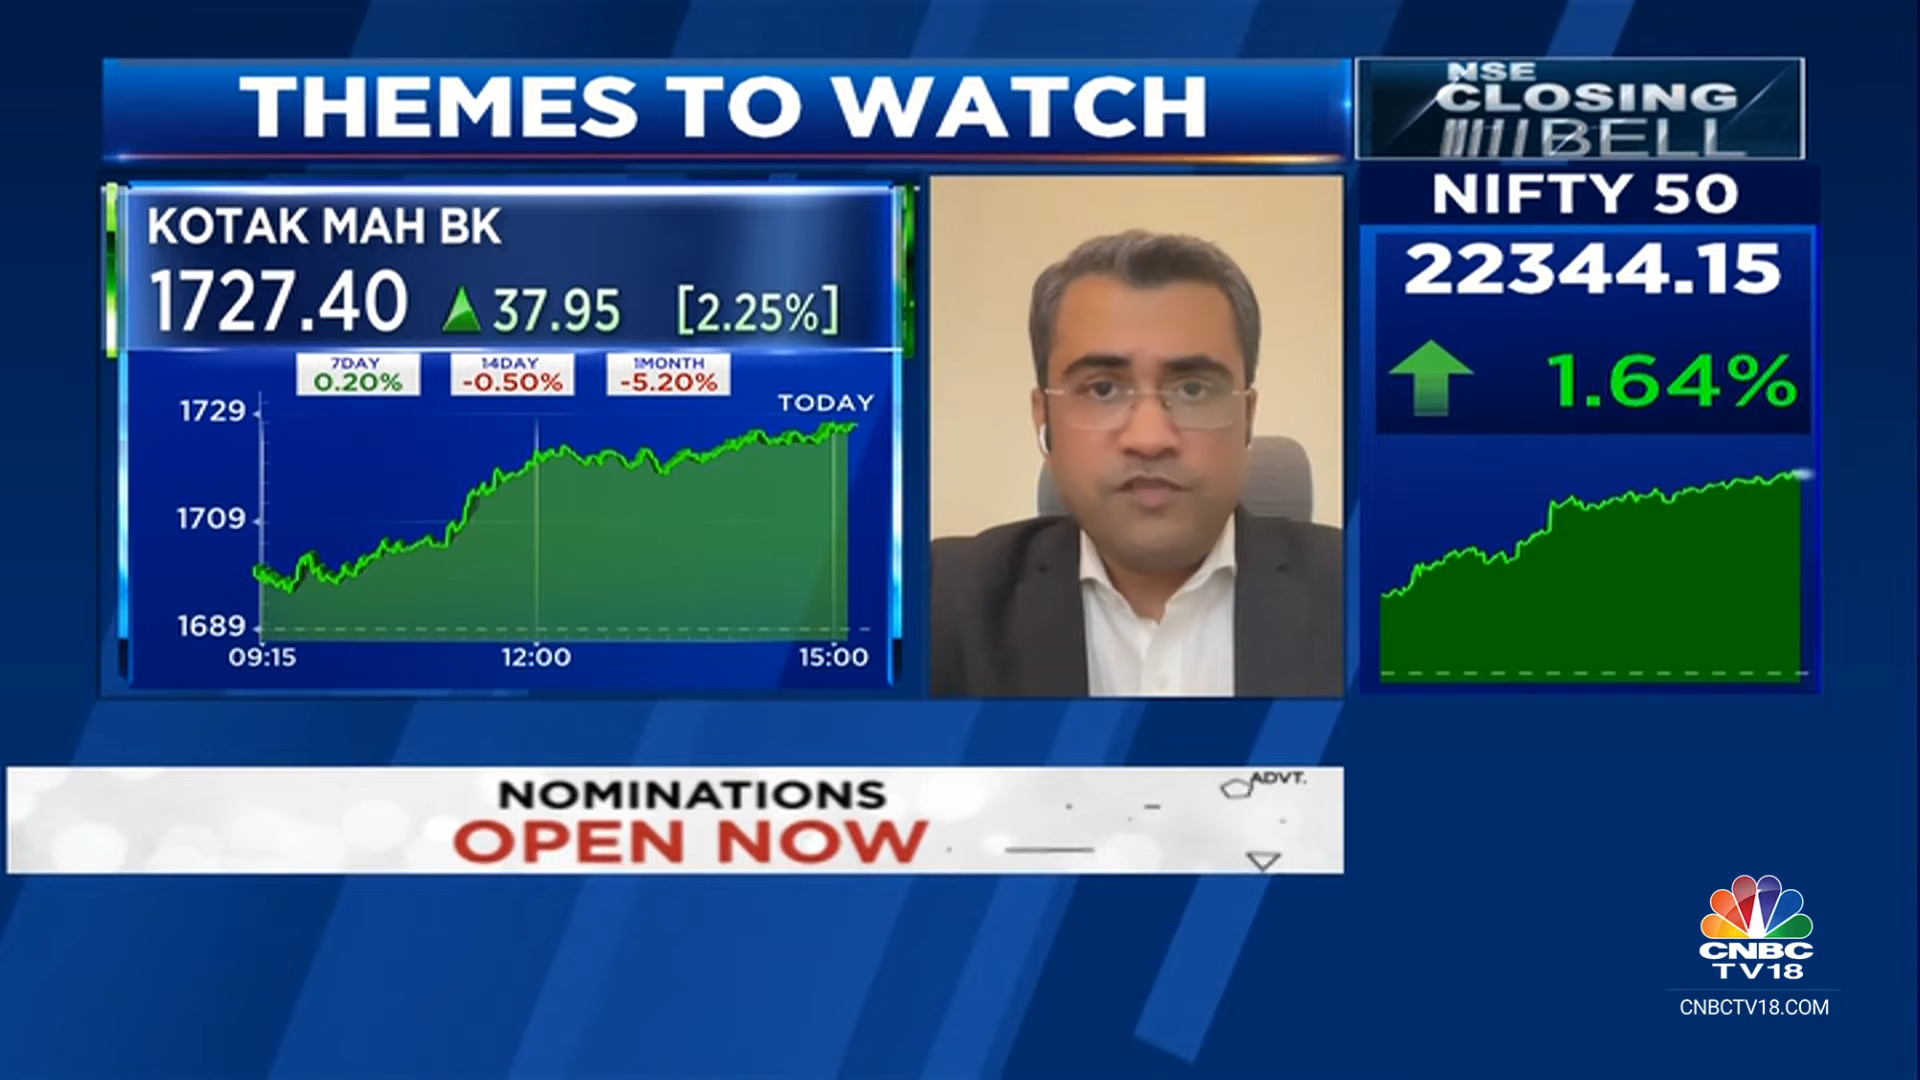 THEMES TO WATCH
NSE
CLOSING
BELL
KOTAK MAH BK
1727.40 ▲ 37.95 [2.25%]
7DAY
0.20%
14DAY
-0.50%
1MONTH
-5.20%
TODAY
1729
1709
1689
09:15 12:00 15:00
NIFTY 50
22344.15
1.64%
NOMINATIONS
OPEN NOW
ADVT.
CNBC
TV18
CNBCTV18.COM